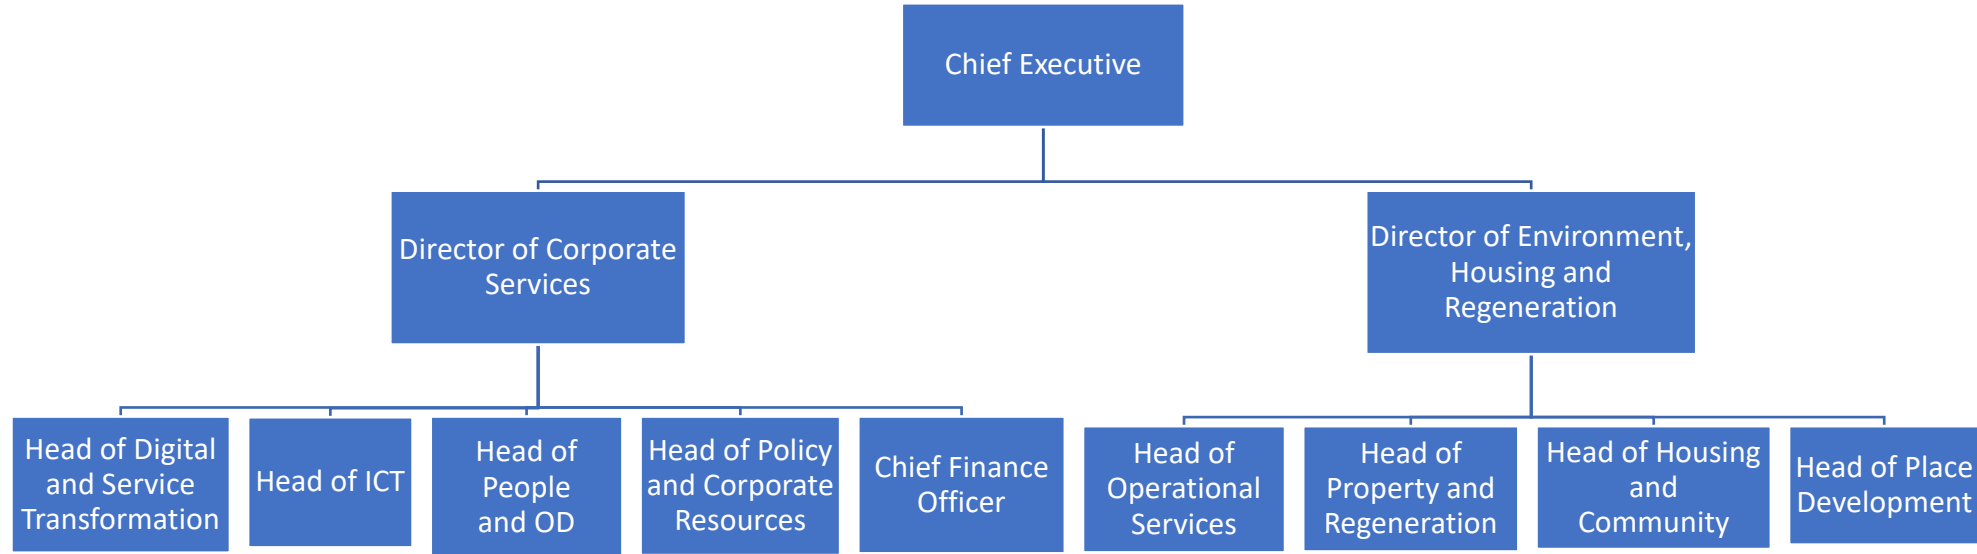 Chief Executive
Director of Corporate
Services
Director of Environment,
Housing and
Regeneration
Head of Digital
and Service
Transformation
Head of ICT
Head of
People
and OD
Head of Policy
and Corporate
Resources
Chief Finance
Officer
Head of
Operational
Services
Head of
Property and
Regeneration
Head of Housing
and
Community
Head of Place
Development